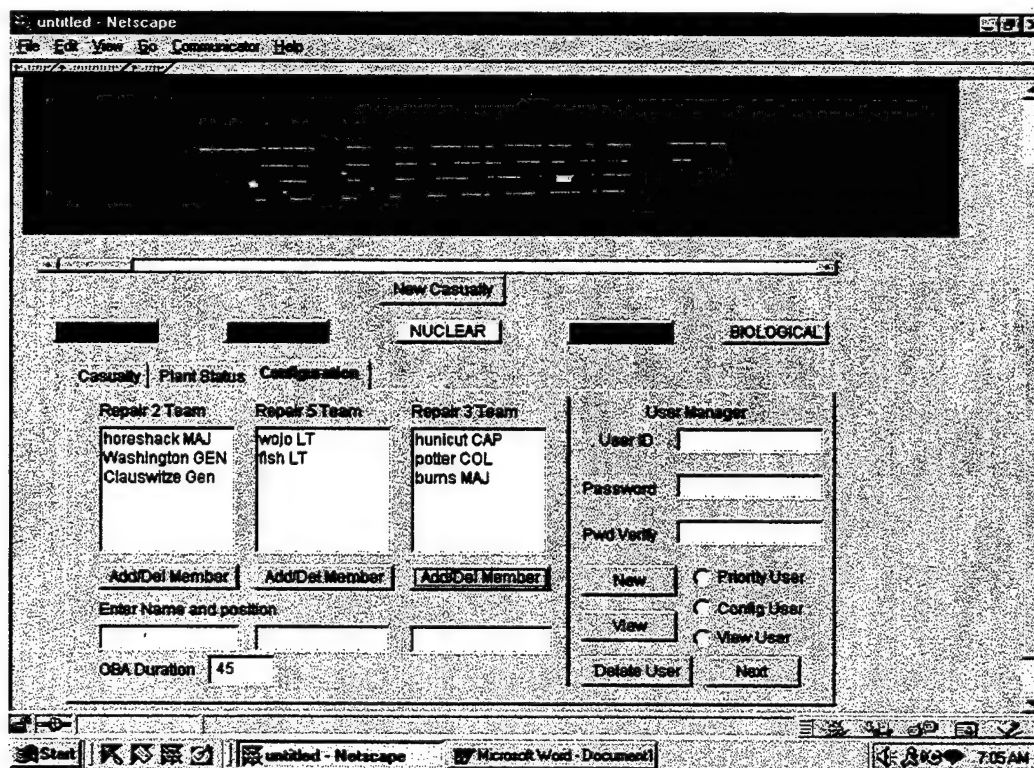 untitled - Netscape
File Edit View Go Communicator Help
New Casualty
NUCLEAR BIOLOGICAL
Casualty Plant Status Configuration
Repair 2 Team Repair 5 Team Repair 3 Team User Manager
horeshack MAJ wojo LT hunicut CAP User ID
Washington GEN fish LT potter COL
Clauswitze Gen burns MAJ
Password
Pwd Verify
Add/Del Member Add/Del Member Add/Del Member New Priority User
Enter Name and position Config User
View View User
OBA Duration 45 Delete User Next
Start untitled - Netscape Microsoft Word - Document1 7:05 AM